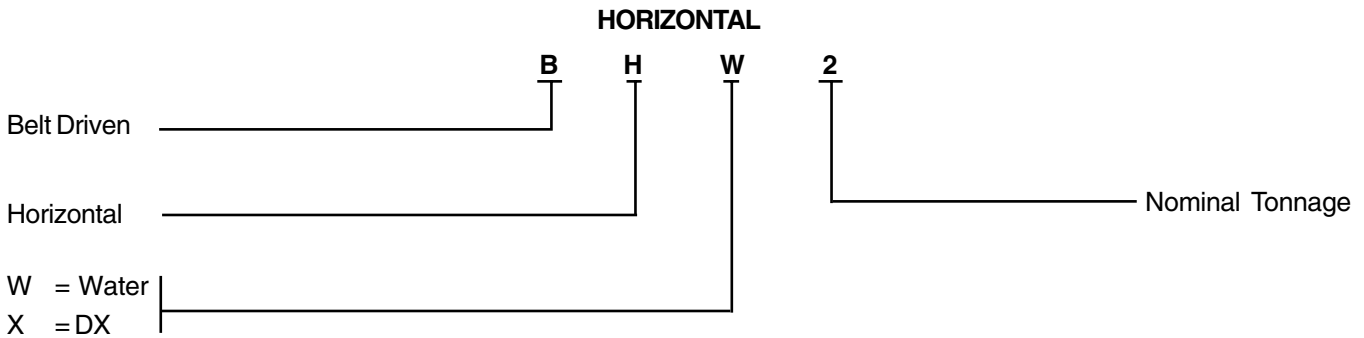 HORIZONTAL
B H W 2
Belt Driven
Horizontal
Nominal Tonnage
W = Water
X = DX